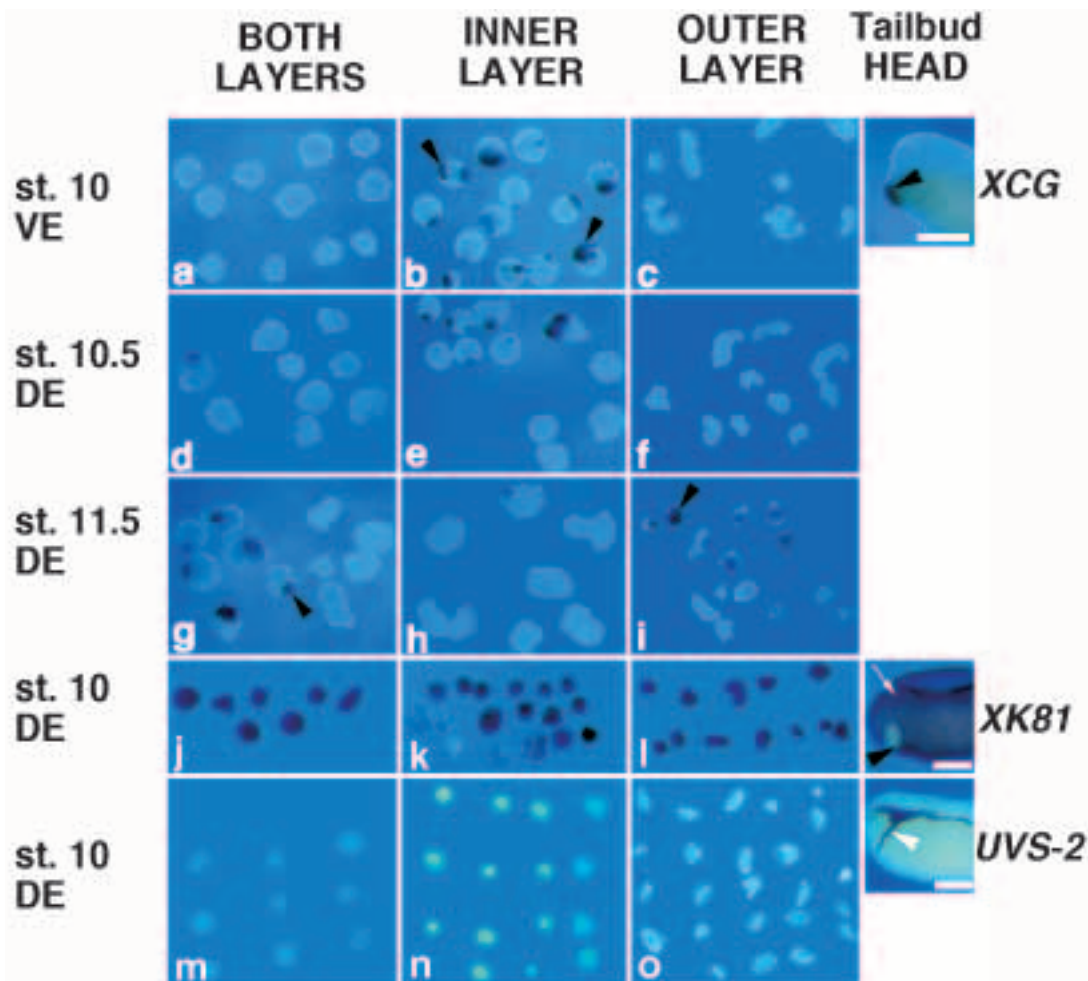 BOTH LAYERS
INNER LAYER
OUTER LAYER
Tailbud HEAD
st. 10 VE
a
b
c
XCG
st. 10.5 DE
d
e
f
st. 11.5 DE
g
h
i
st. 10 DE
j
k
l
XK81
st. 10 DE
m
n
o
UVS-2